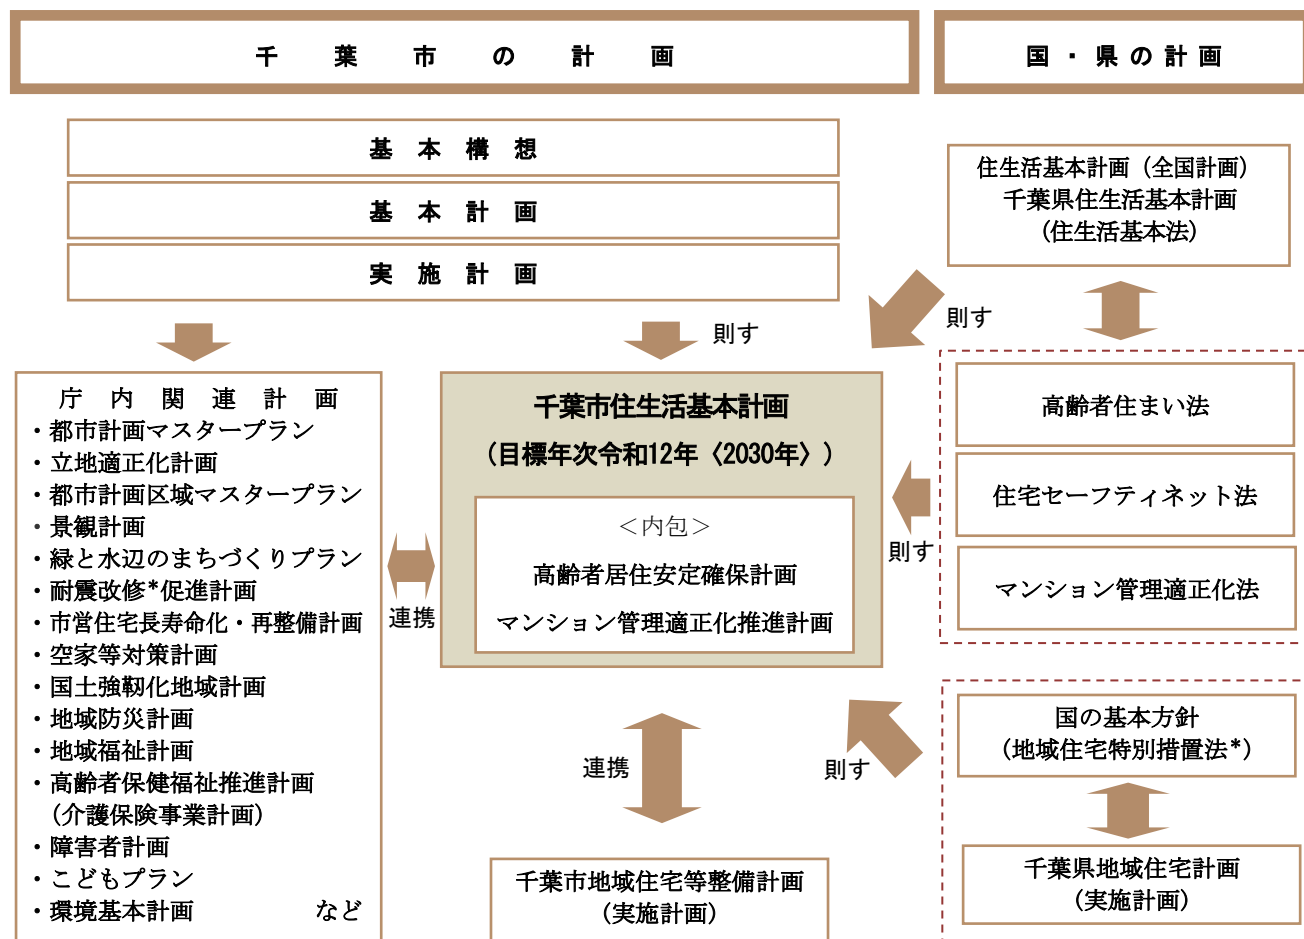 千葉市の計画
国・県の計画
基本構想
基本計画
実施計画
則す
住生活基本計画（全国計画）
千葉県住生活基本計画
(住生活基本法)
則す
庁内関連計画
・都市計画マスタープラン
・立地適正化計画
・都市計画区域マスタープラン
・景観計画
・緑と水辺のまちづくりプラン
・耐震改修*促進計画
・市営住宅長寿命化・再整備計画
・空家等対策計画
・国土強靱化地域計画
・地域防災計画
・地域福祉計画
・高齢者保健福祉推進計画
(介護保険事業計画)
・障害者計画
・こどもプラン
・環境基本計画 など
連携
千葉市住生活基本計画
(目標年次令和12年〈2030年〉)
＜内包＞
高齢者居住安定確保計画
マンション管理適正化推進計画
則す
高齢者住まい法
住宅セーフティネット法
マンション管理適正化法
連携
則す
国の基本方針
(地域住宅特別措置法*)
千葉市地域住宅等整備計画
(実施計画)
千葉県地域住宅計画
(実施計画)